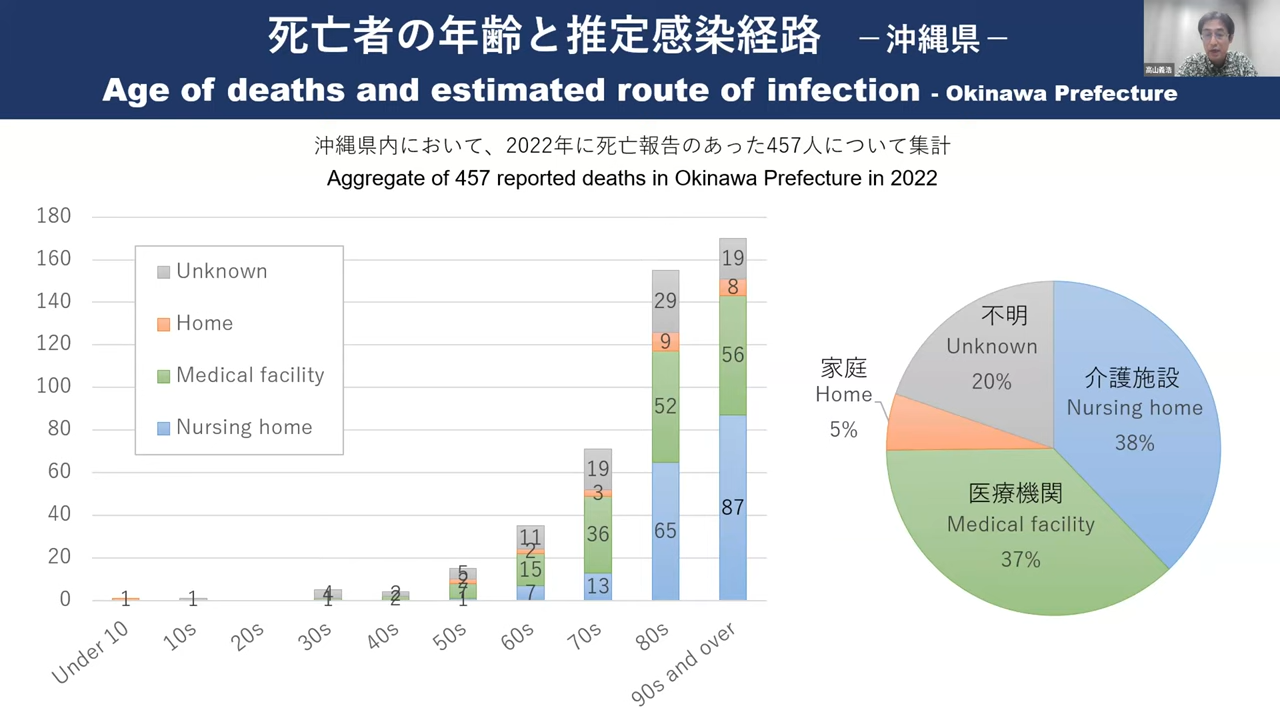 死亡者の年齢と推定感染経路 －沖縄県－
Age of deaths and estimated route of infection - Okinawa Prefecture
高山義浩
沖縄県内において、2022年に死亡報告のあった457人について集計
Aggregate of 457 reported deaths in Okinawa Prefecture in 2022
180
160
140
120
100
80
60
40
20
0
Unknown
Home
Medical facility
Nursing home
1
1
4
1
2
2
5
2
7
1
11
2
15
7
19
3
36
13
29
9
52
65
19
8
56
87
Under 10
10s
20s
30s
40s
50s
60s
70s
80s
90s and over
不明
Unknown
20%
家庭
Home
5%
介護施設
Nursing home
38%
医療機関
Medical facility
37%